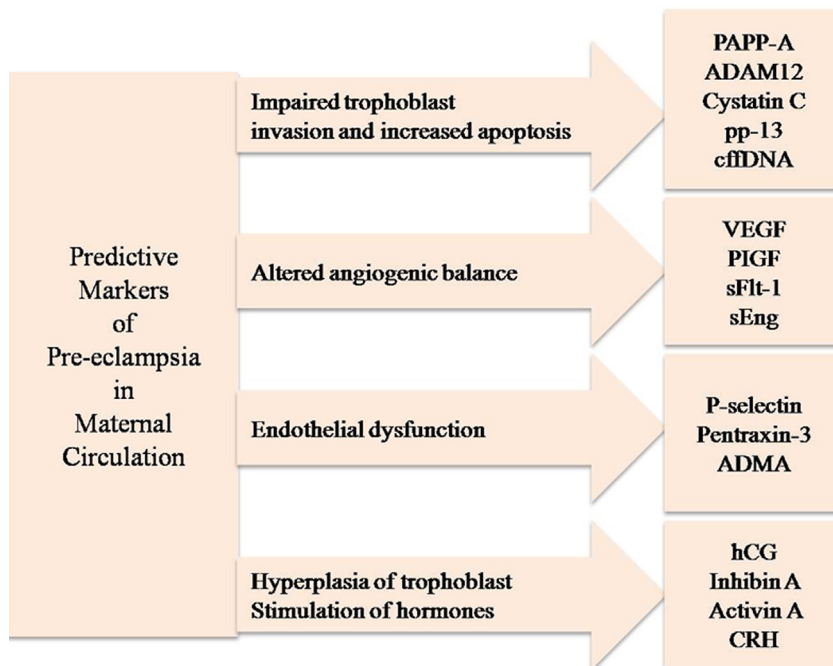 Predictive
Markers
of
Pre-eclampsia
in
Maternal
Circulation
Impaired trophoblast
invasion and increased apoptosis
PAPP-A
ADAM12
Cystatin C
pp-13
cffDNA
Altered angiogenic balance
VEGF
PIGF
sFlt-1
sEng
Endothelial dysfunction
P-selectin
Pentraxin-3
ADMA
Hyperplasia of trophoblast
Stimulation of hormones
hCG
Inhibin A
Activin A
CRH